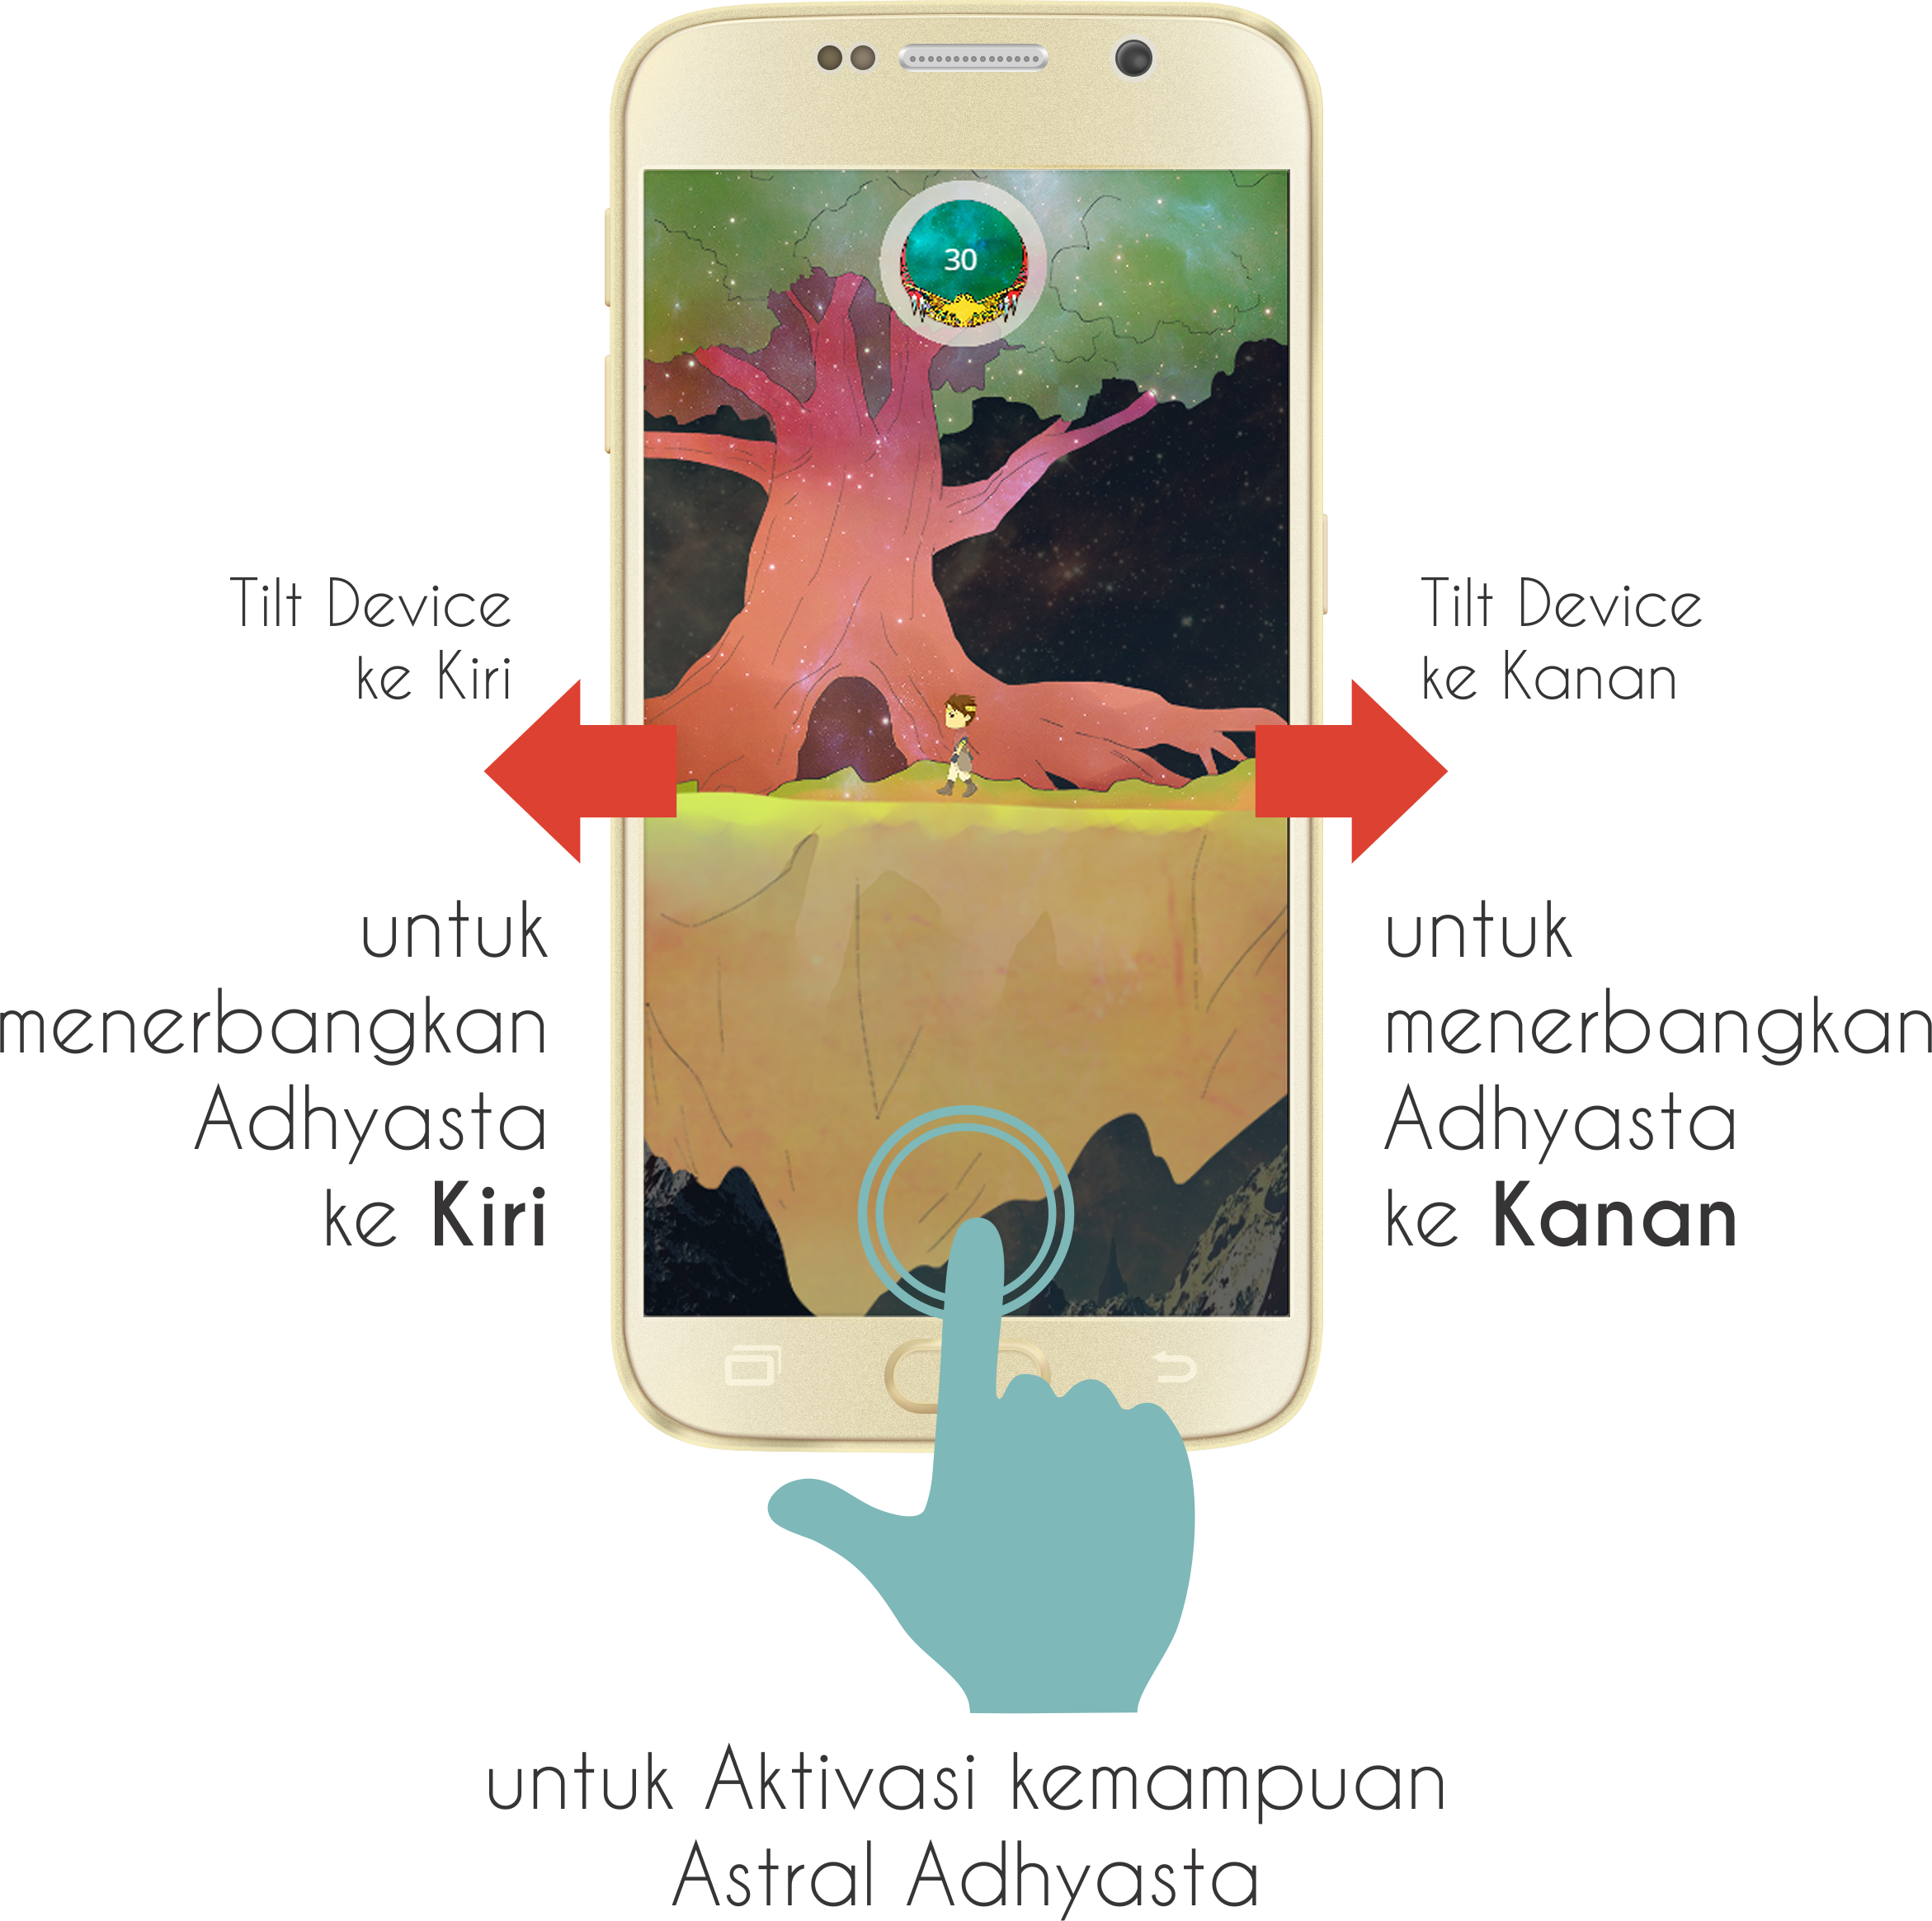 30
Tilt Device
ke Kiri
untuk
menerbangkan
Adhyasta
ke Kiri
Tilt Device
ke Kanan
untuk
menerbangkan
Adhyasta
ke Kanan
untuk Aktivasi kemampuan
Astral Adhyasta